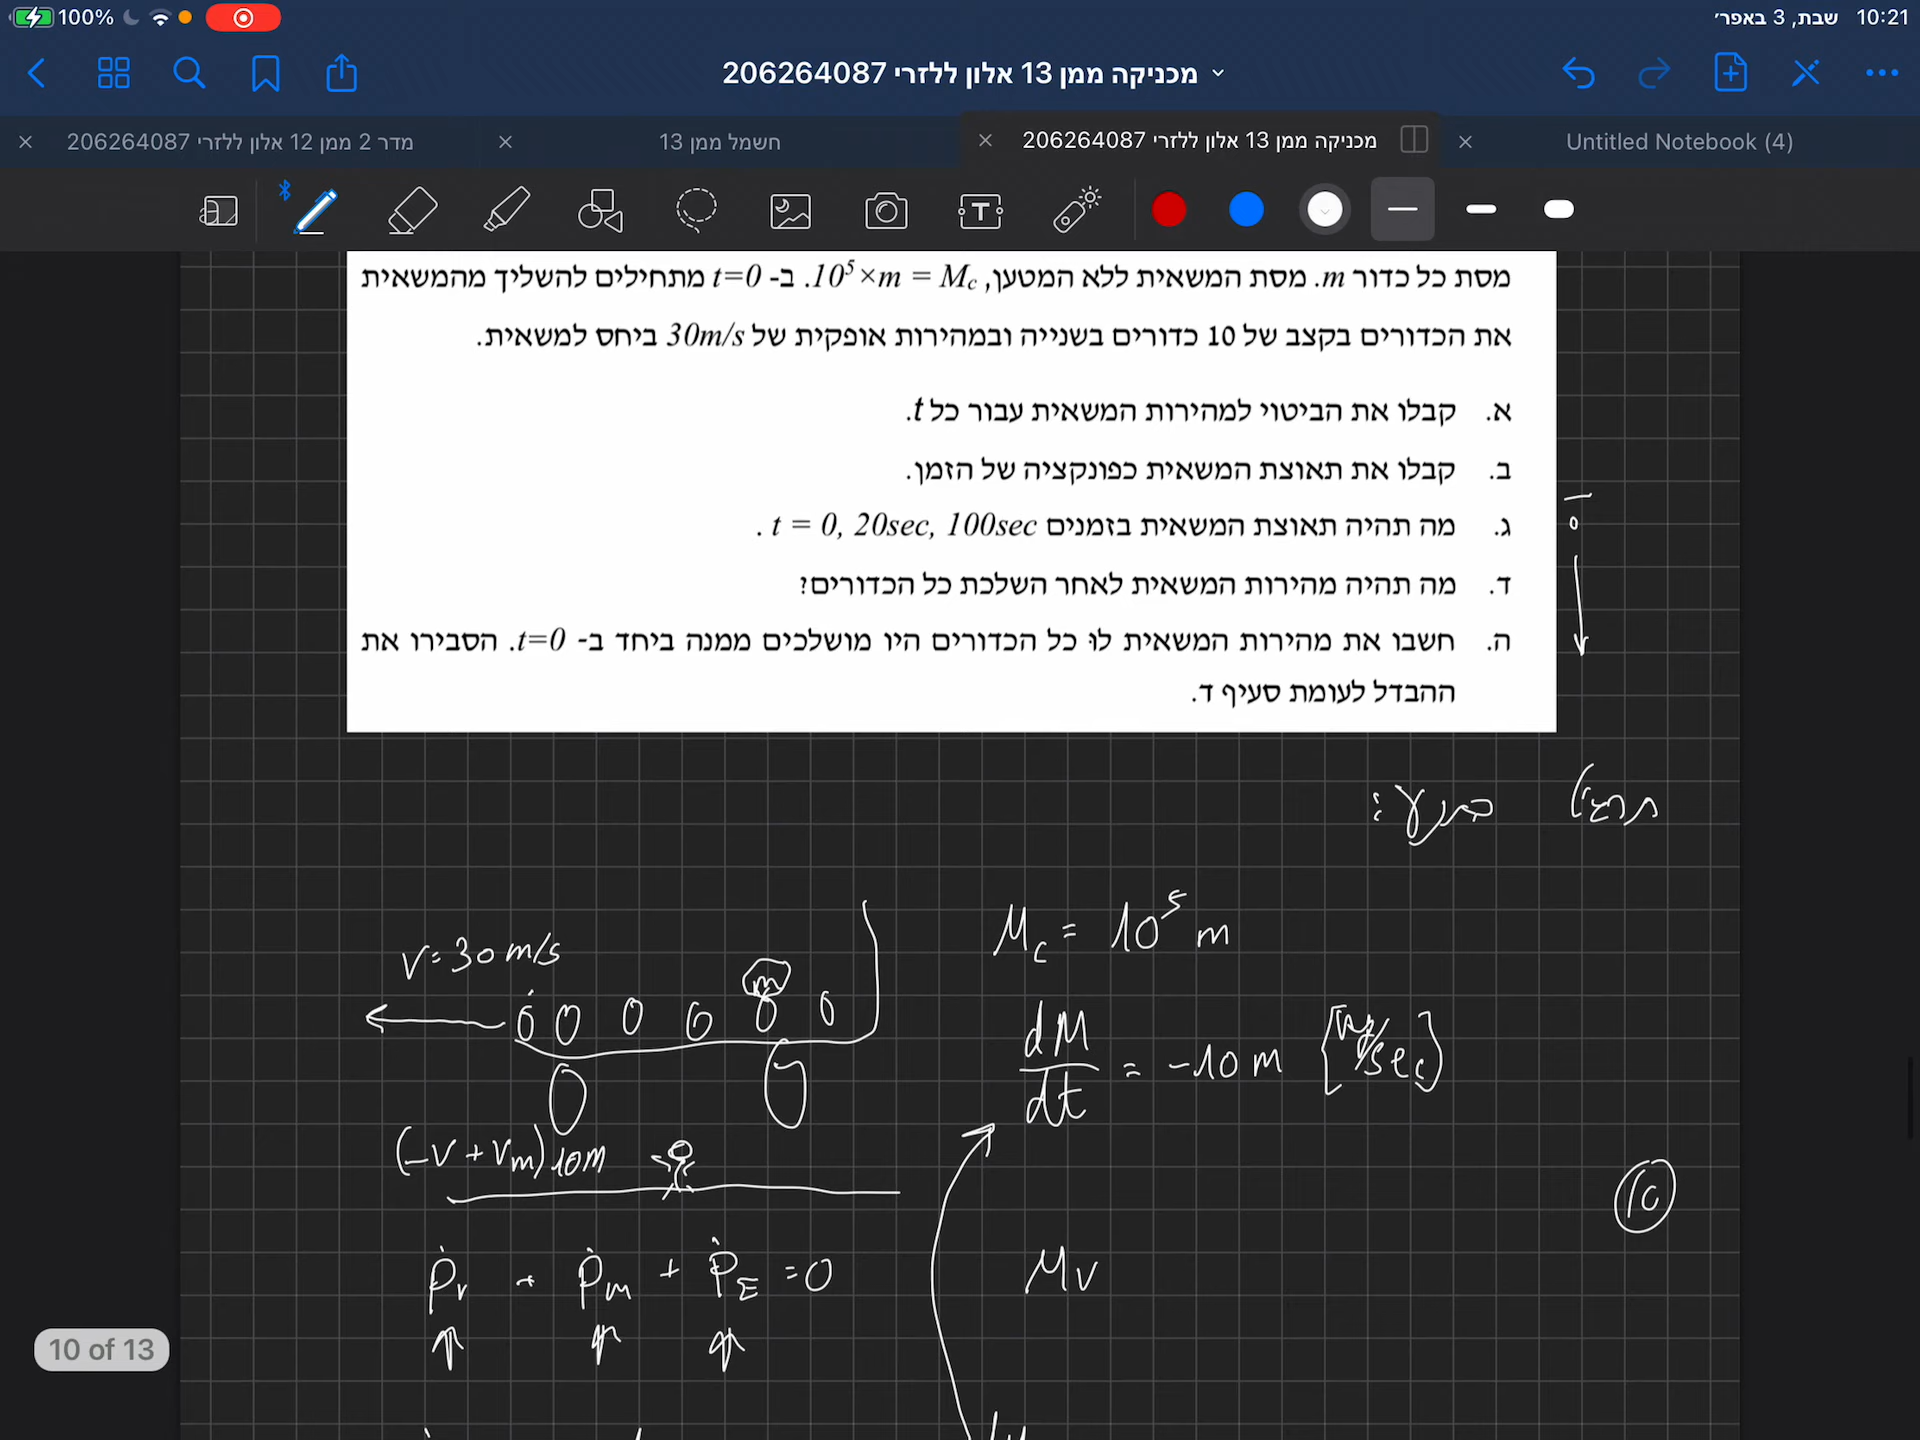 100%
10:21 שבת, 3 באפר׳
מכניקה ממן 13 אלון ללזרי 206264087
מדר 2 ממן 12 אלון ללזרי 206264087
חשמל ממן 13
מכניקה ממן 13 אלון ללזרי 206264087
Untitled Notebook (4)
מסת כל כדור m. מסת המשאית ללא המטען, 10⁵×m = M꜀. ב- t=0 מתחילים להשליך מהמשאית
את הכדורים בקצב של 10 כדורים בשנייה ובמהירות אופקית של 30m/s ביחס למשאית.
א. קבלו את הביטוי למהירות המשאית עבור כל t.
ב. קבלו את תאוצת המשאית כפונקציה של הזמן.
ג. מה תהיה תאוצת המשאית בזמנים t = 0, 20sec, 100sec .
ד. מה תהיה מהירות המשאית לאחר השלכת כל הכדורים?
ה. חשבו את מהירות המשאית לוּ כל הכדורים היו מושלכים ממנה ביחד ב- t=0. הסבירו את
ההבדל לעומת סעיף ד.
M꜀ = 10⁵ m
v=30 m/s
m
dM/dt = -10m [kg/sec]
(-v+vₘ)10m
א
Ṗᵥ + Ṗₘ + Ṗ_Σ = 0
Mv
10 of 13